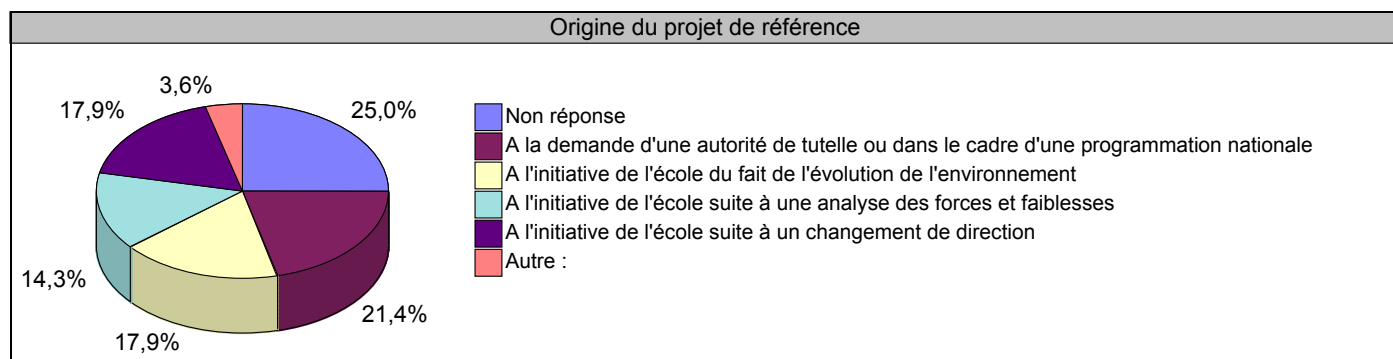 Origine du projet de référence
3,6%
17,9%
25,0%
14,3%
17,9%
21,4%
Non réponse
A la demande d'une autorité de tutelle ou dans le cadre d'une programmation nationale
A l'initiative de l'école du fait de l'évolution de l'environnement
A l'initiative de l'école suite à une analyse des forces et faiblesses
A l'initiative de l'école suite à un changement de direction
Autre :